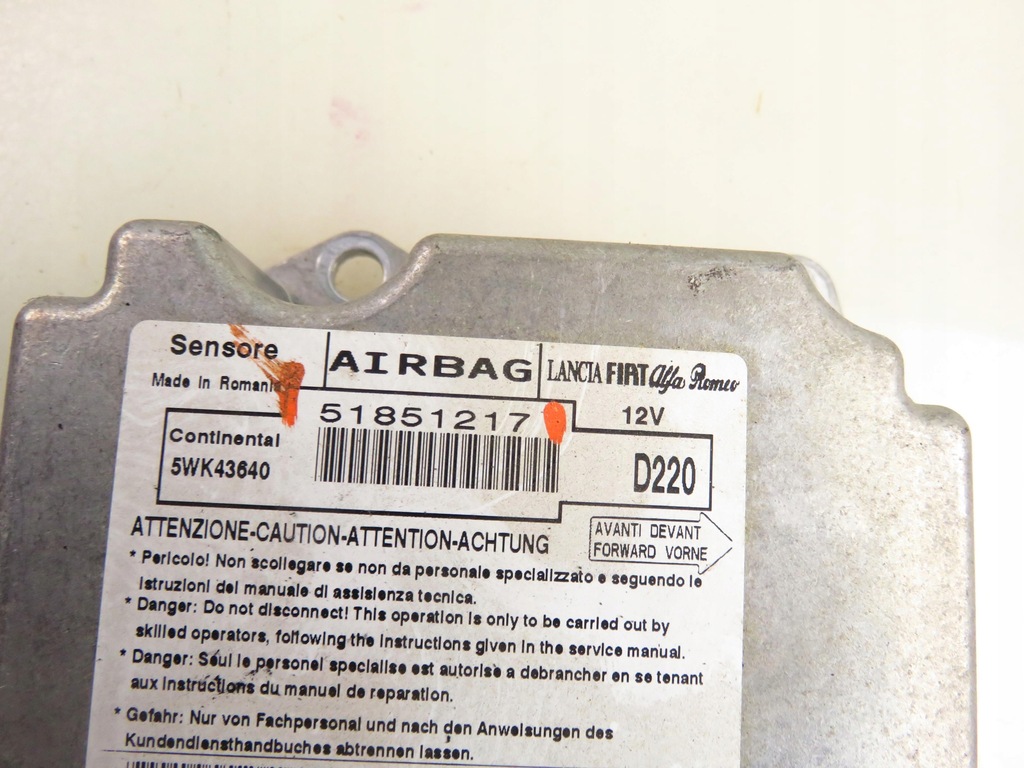 Sensore AIRBAG LANCIA FIAT Alfa Romeo
Made In Romania 51851217 12V
Continental
5WK43640 D220
ATTENZIONE-CAUTION-ATTENTION-ACHTUNG
AVANTI DEVANT
FORWARD VORNE
* Pericolo! Non scollegare se non da personale specializzato e seguendo le
istruzioni del manuale di assistenza tecnica.
* Danger: Do not disconnect! This operation is only to be carried out by
skilled operators, following the instructions given in the service manual.
* Danger: Seul le personel specialise est autorise a debrancher en se tenant
aux instructions du manuel de reparation.
* Gefahr: Nur von Fachpersonal und nach den Anweisungen des
Kundendiensthandbuches abtrennen lassen.